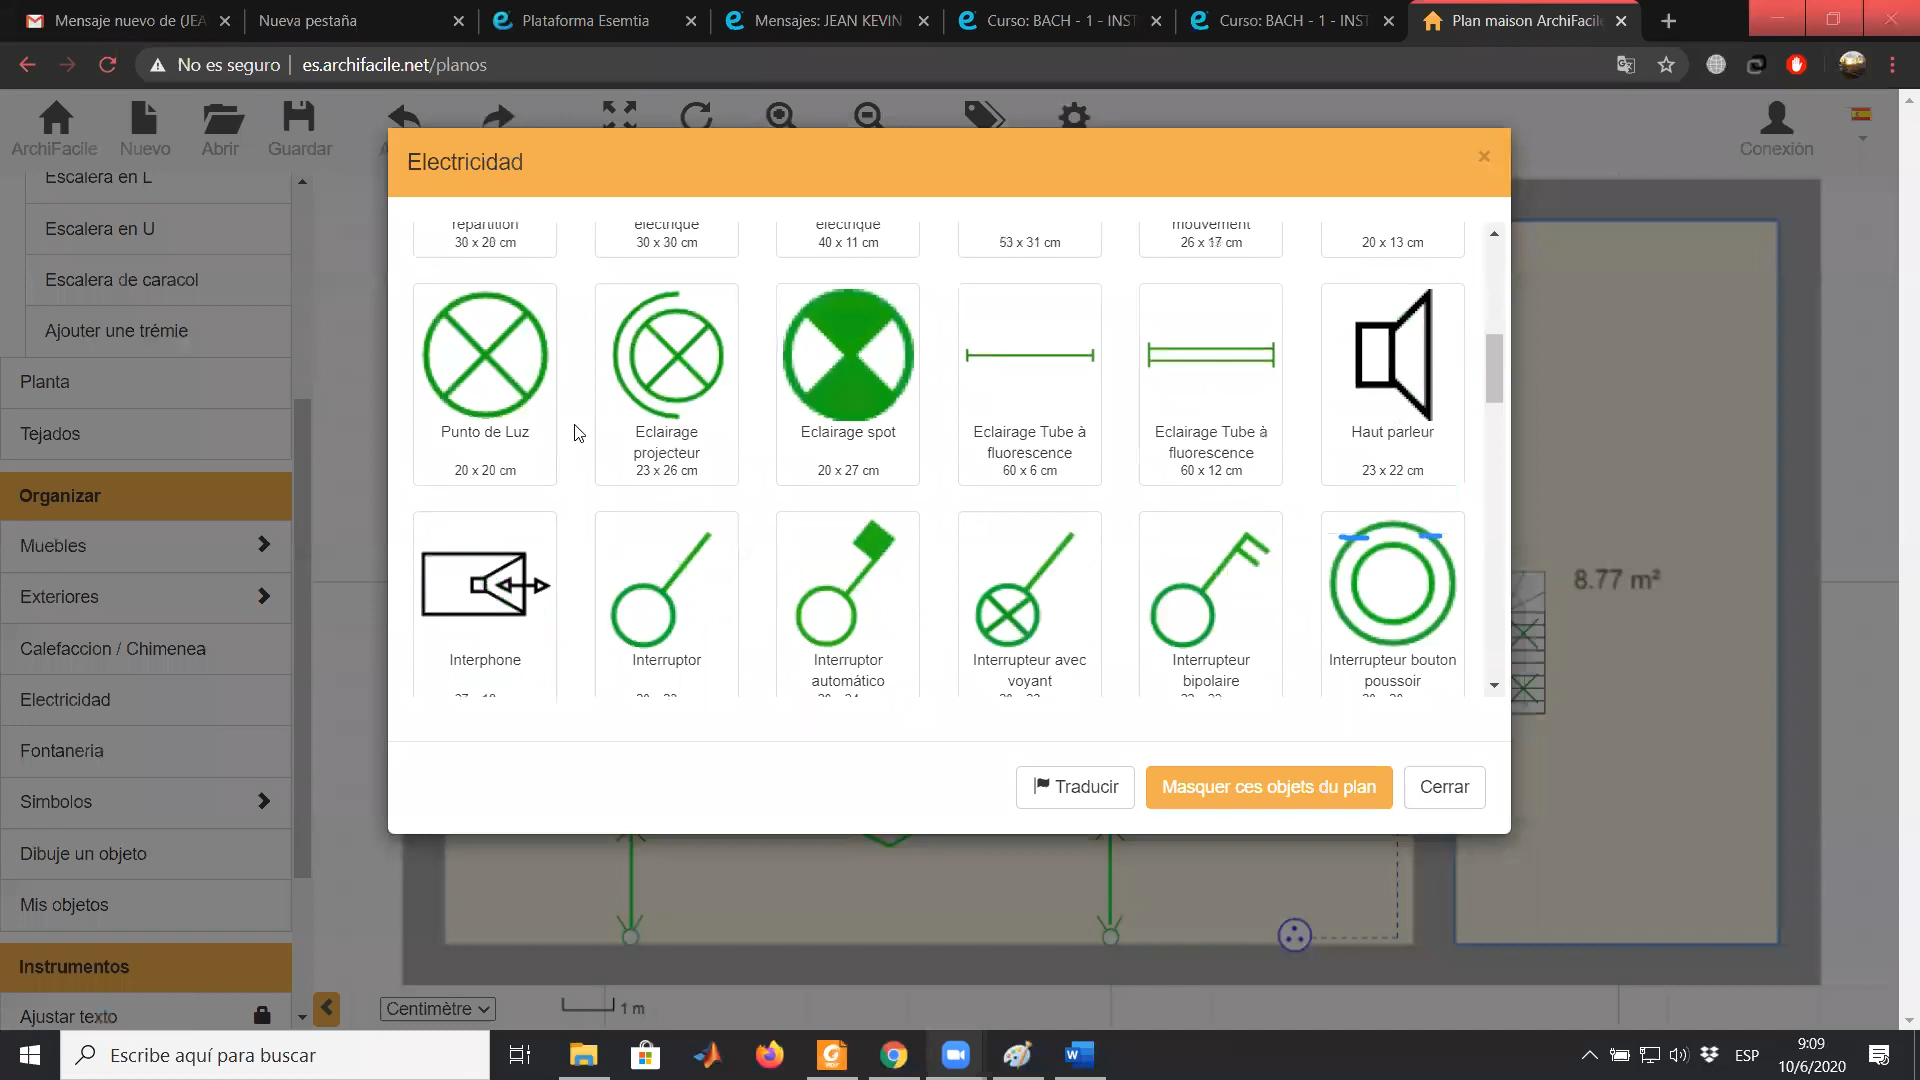 Mensaje nuevo de (JEA
Nueva pestaña
Plataforma Esemtia
Mensajes: JEAN KEVIN
Curso: BACH - 1 - INST
Curso: BACH - 1 - INST
Plan maison ArchiFacile
No es seguro
es.archifacile.net/planos
ArchiFacile
Nuevo
Abrir
Guardar
Conexión
Electricidad
Escalera en L
Escalera en U
Escalera de caracol
Ajouter une trémie
Planta
Tejados
Organizar
Muebles
Exteriores
Calefaccion / Chimenea
Electricidad
Fontaneria
Simbolos
Dibuje un objeto
Mis objetos
Instrumentos
Ajustar texto
repartition
30 x 20 cm
électrique
30 x 30 cm
électrique
40 x 11 cm
53 x 31 cm
mouvement
26 x 17 cm
20 x 13 cm
Punto de Luz
20 x 20 cm
Eclairage
projecteur
23 x 26 cm
Eclairage spot
20 x 27 cm
Eclairage Tube à
fluorescence
60 x 6 cm
Eclairage Tube à
fluorescence
60 x 12 cm
Haut parleur
23 x 22 cm
Interphone
Interruptor
Interruptor
automático
Interrupteur avec
voyant
Interrupteur
bipolaire
Interrupteur bouton
poussoir
8.77 m²
Traducir
Masquer ces objets du plan
Cerrar
Centimètre
1 m
Escribe aquí para buscar
ESP
9:09
10/6/2020